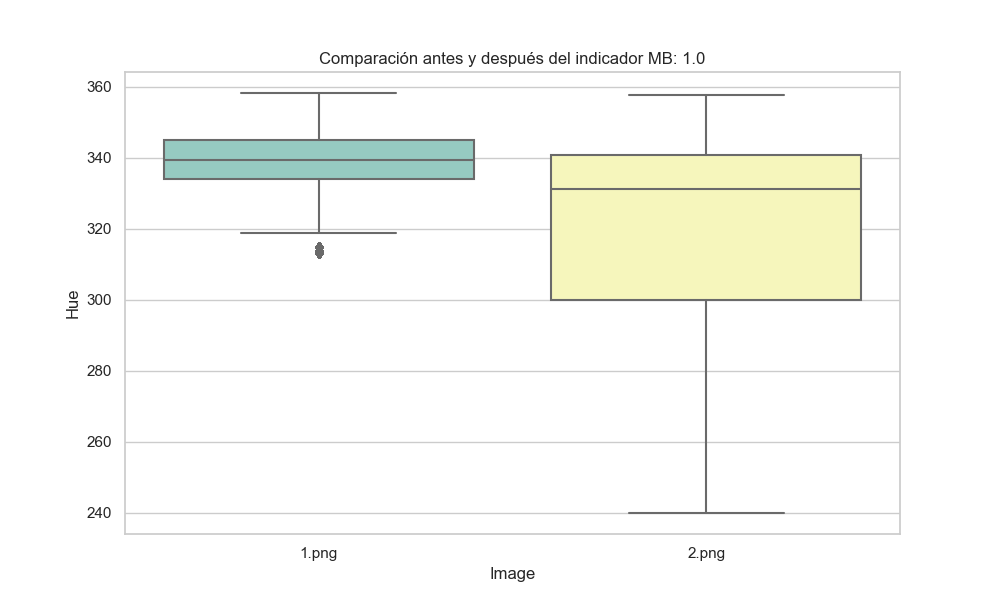 Comparación antes y después del indicador MB: 1.0
360
340
320
300
280
260
240
Hue
1.png
2.png
Image